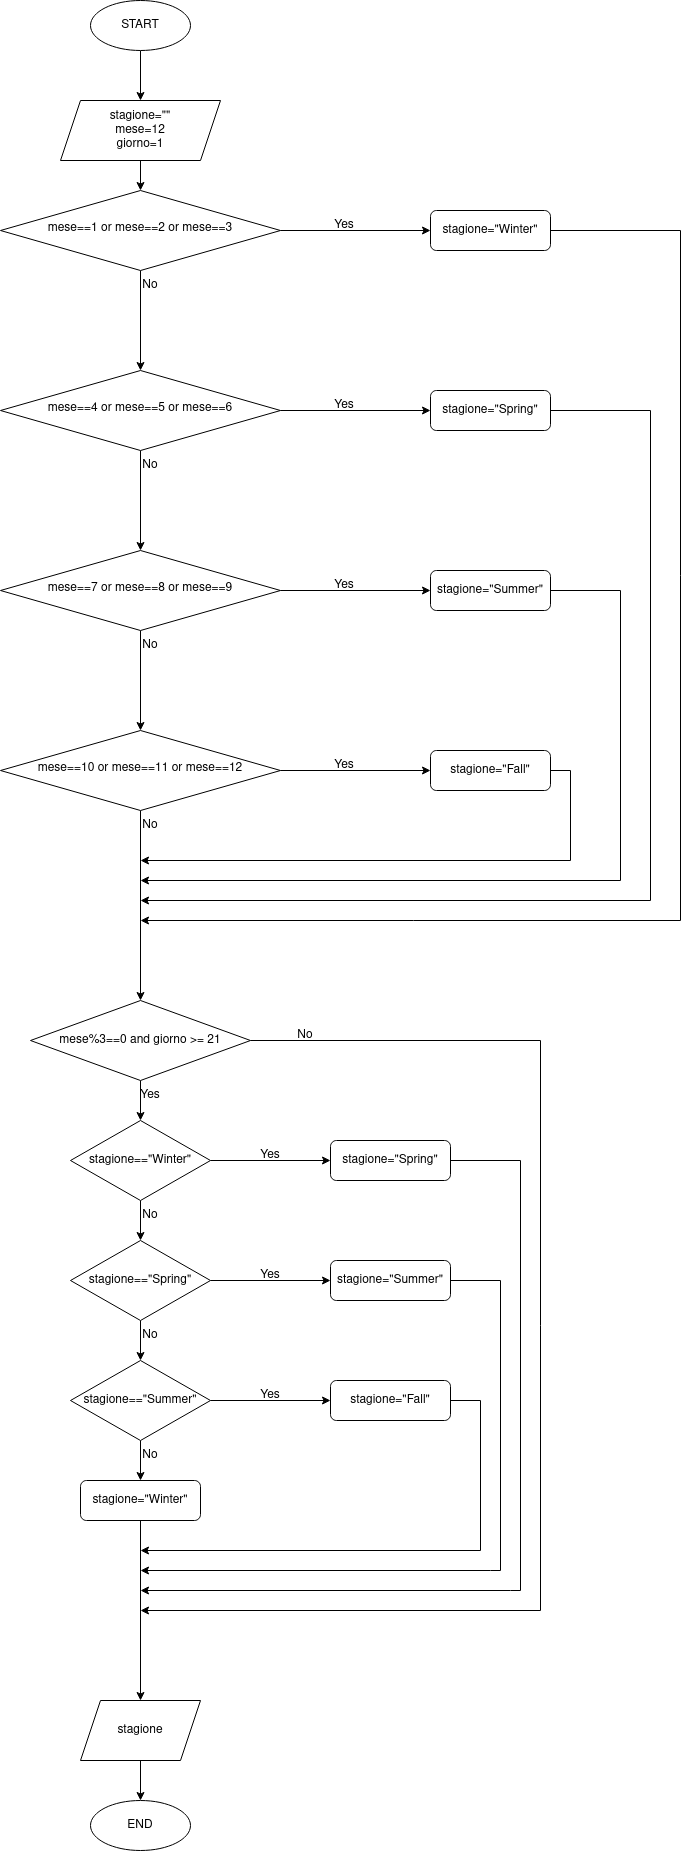 START
stagione=""
mese=12
giorno=1
mese==1 or mese==2 or mese==3
Yes
stagione="Winter"
No
mese==4 or mese==5 or mese==6
Yes
stagione="Spring"
No
mese==7 or mese==8 or mese==9
Yes
stagione="Summer"
No
mese==10 or mese==11 or mese==12
Yes
stagione="Fall"
No
mese%3==0 and giorno >= 21
No
Yes
stagione=="Winter"
Yes
stagione="Spring"
No
stagione=="Spring"
Yes
stagione="Summer"
No
stagione=="Summer"
Yes
stagione="Fall"
No
stagione="Winter"
stagione
END